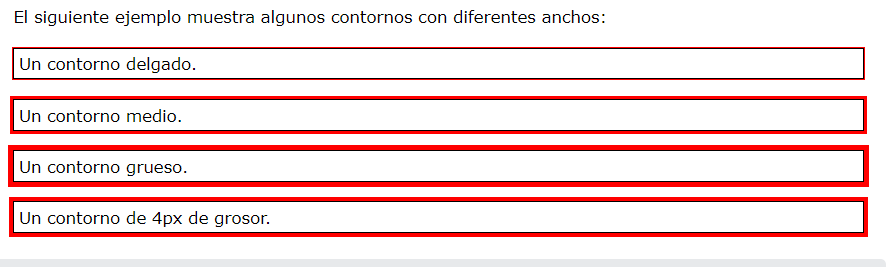 El siguiente ejemplo muestra algunos contornos con diferentes anchos:
Un contorno delgado.
Un contorno medio.
Un contorno grueso.
Un contorno de 4px de grosor.